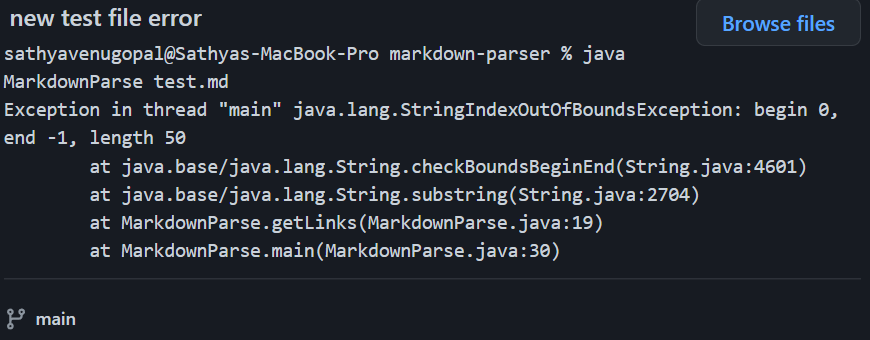 new test file error
Browse files
sathyavenugopal@Sathyas-MacBook-Pro markdown-parser % java
MarkdownParse test.md
Exception in thread "main" java.lang.StringIndexOutOfBoundsException: begin 0,
end -1, length 50
at java.base/java.lang.String.checkBoundsBeginEnd(String.java:4601)
at java.base/java.lang.String.substring(String.java:2704)
at MarkdownParse.getLinks(MarkdownParse.java:19)
at MarkdownParse.main(MarkdownParse.java:30)
main